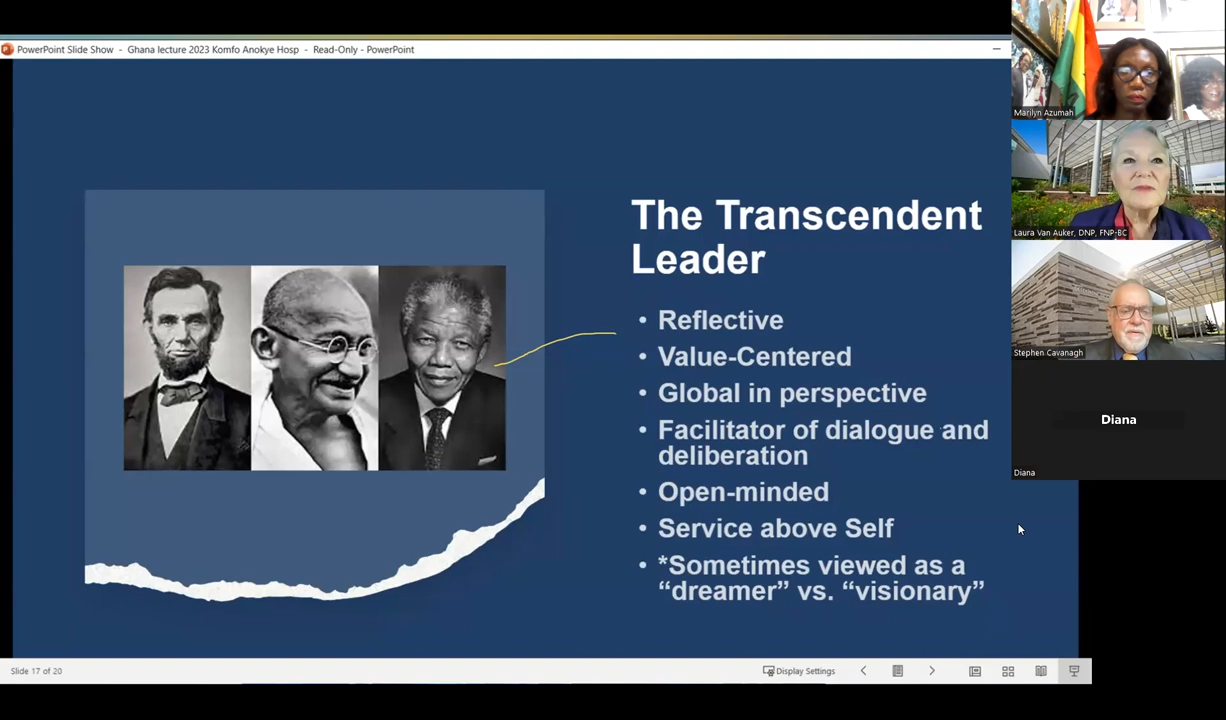 PowerPoint Slide Show - Ghana lecture 2023 Komfo Anokye Hosp - Read-Only - PowerPoint
The Transcendent
Leader
• Reflective
• Value-Centered
• Global in perspective
• Facilitator of dialogue and
deliberation
• Open-minded
• Service above Self
• *Sometimes viewed as a
“dreamer” vs. “visionary”
Marilyn Azumah
Laura Van Auker, DNP, FNP-BC
Stephen Cavanagh
Diana
Diana
Slide 17 of 20
Display Settings